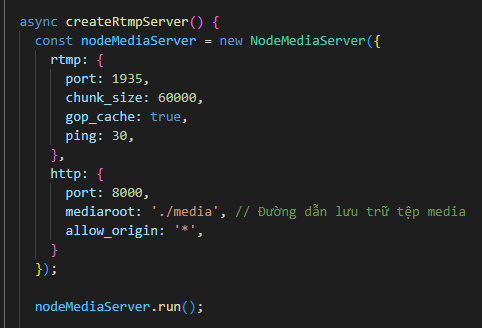 async createRtmpServer() {
const nodeMediaServer = new NodeMediaServer({
rtmp: {
port: 1935,
chunk_size: 60000,
gop_cache: true,
ping: 30,
},
http: {
port: 8000,
mediaroot: './media', // Đường dẫn lưu trữ tệp media
allow_origin: '*',
}
});
nodeMediaServer.run();